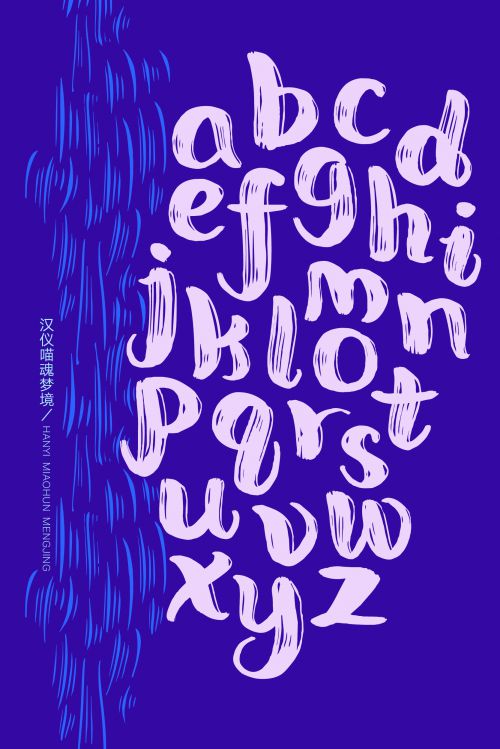 abcd
efghi
jklmn
opqrst
uvw
xyz
汉仪喵魂梦境/HANYI MIAOHUN MENGJING